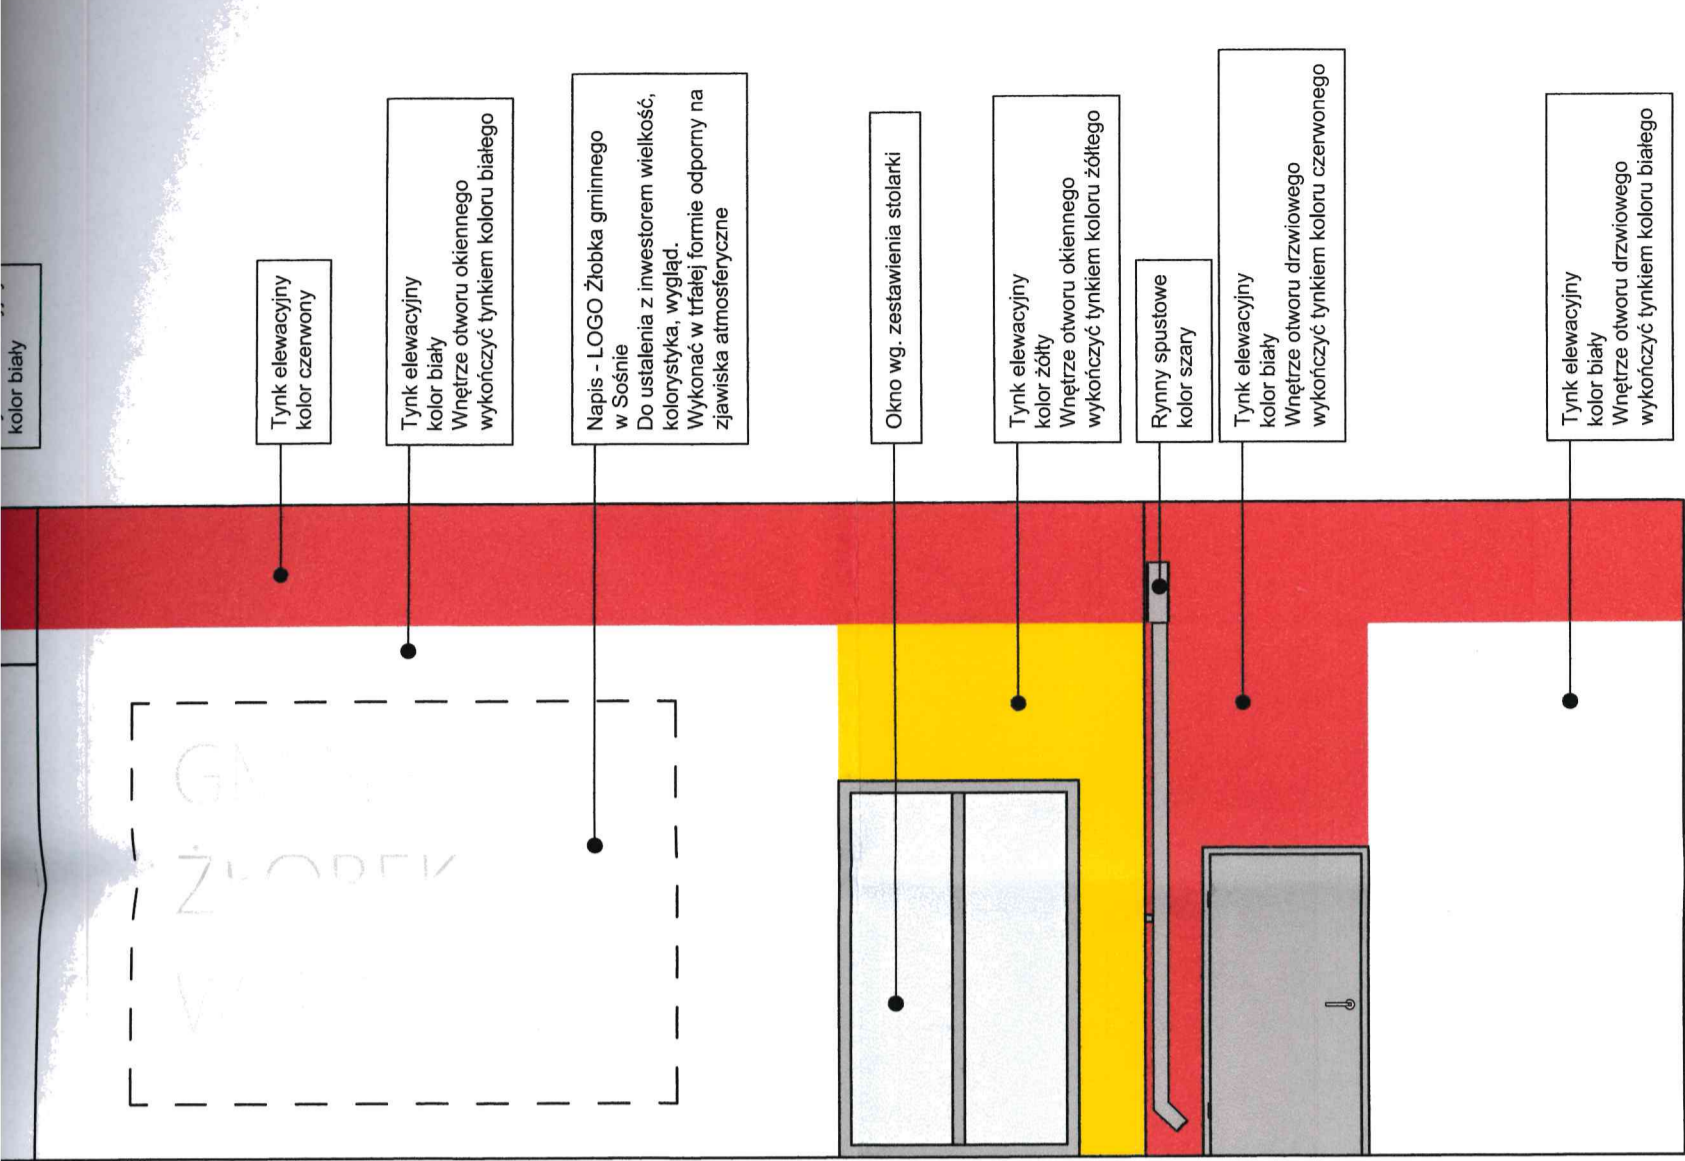 kolor biały
Tynk elewacyjny
kolor czerwony
Tynk elewacyjny
kolor biały
Wnętrze otworu okiennego
wykończyć tynkiem koloru białego
Napis - LOGO Żłobka gminnego
w Sośnie
Do ustalenia z inwestorem wielkość,
kolorystyka, wygląd.
Wykonać w trfałej formie odporny na
zjawiska atmosferyczne
Okno wg. zestawienia stolarki
Tynk elewacyjny
kolor żółty
Wnętrze otworu okiennego
wykończyć tynkiem koloru żółtego
Rynny spustowe
kolor szary
Tynk elewacyjny
kolor biały
Wnętrze otworu drzwiowego
wykończyć tynkiem koloru czerwonego
Tynk elewacyjny
kolor biały
Wnętrze otworu drzwiowego
wykończyć tynkiem koloru białego
ŻŁOBEK